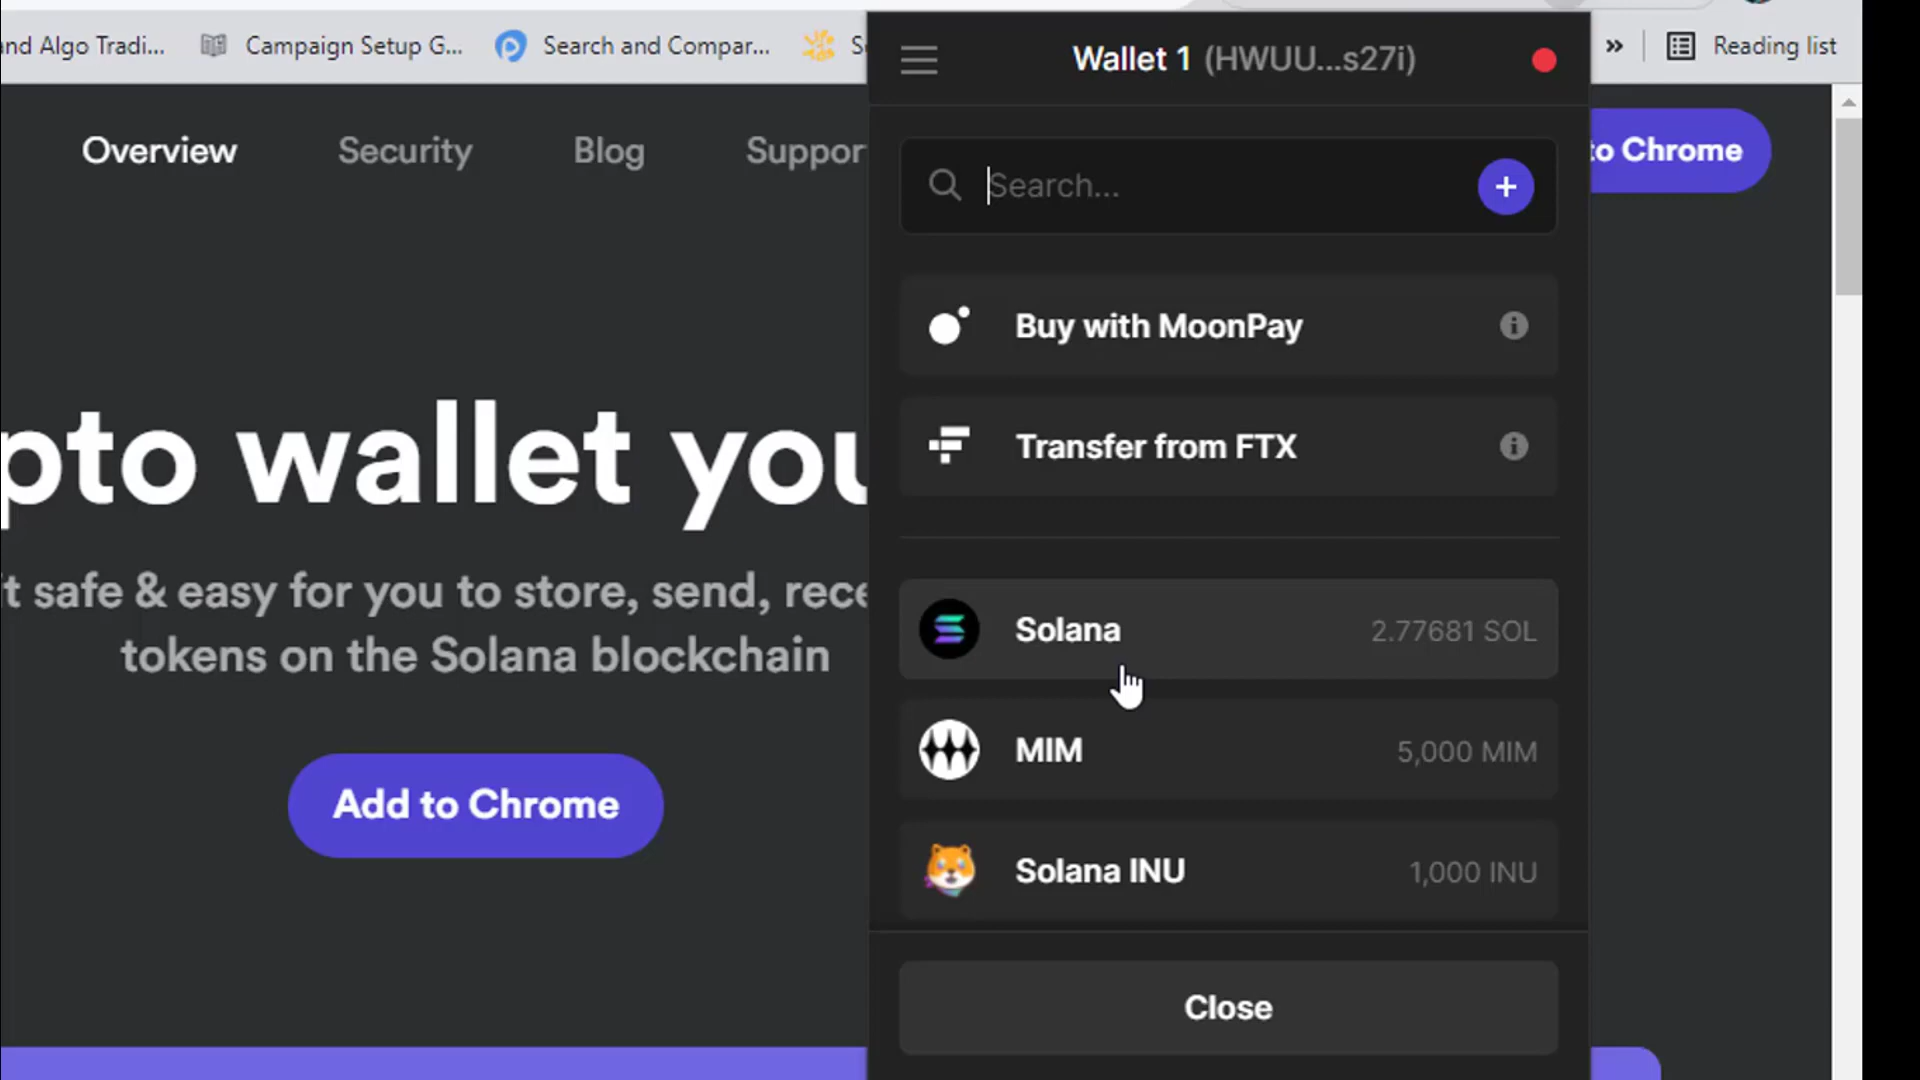 nd Algo Tradi...
Campaign Setup G...
Search and Compar...
S
»
Reading list
Wallet 1 (HWUU...s27i)
Overview
Security
Blog
Suppor
to Chrome
Search...
+
Buy with MoonPay
Transfer from FTX
pto wallet you
t safe & easy for you to store, send, rece
tokens on the Solana blockchain
Add to Chrome
Solana
2.77681 SOL
MIM
5,000 MIM
Solana INU
1,000 INU
Close